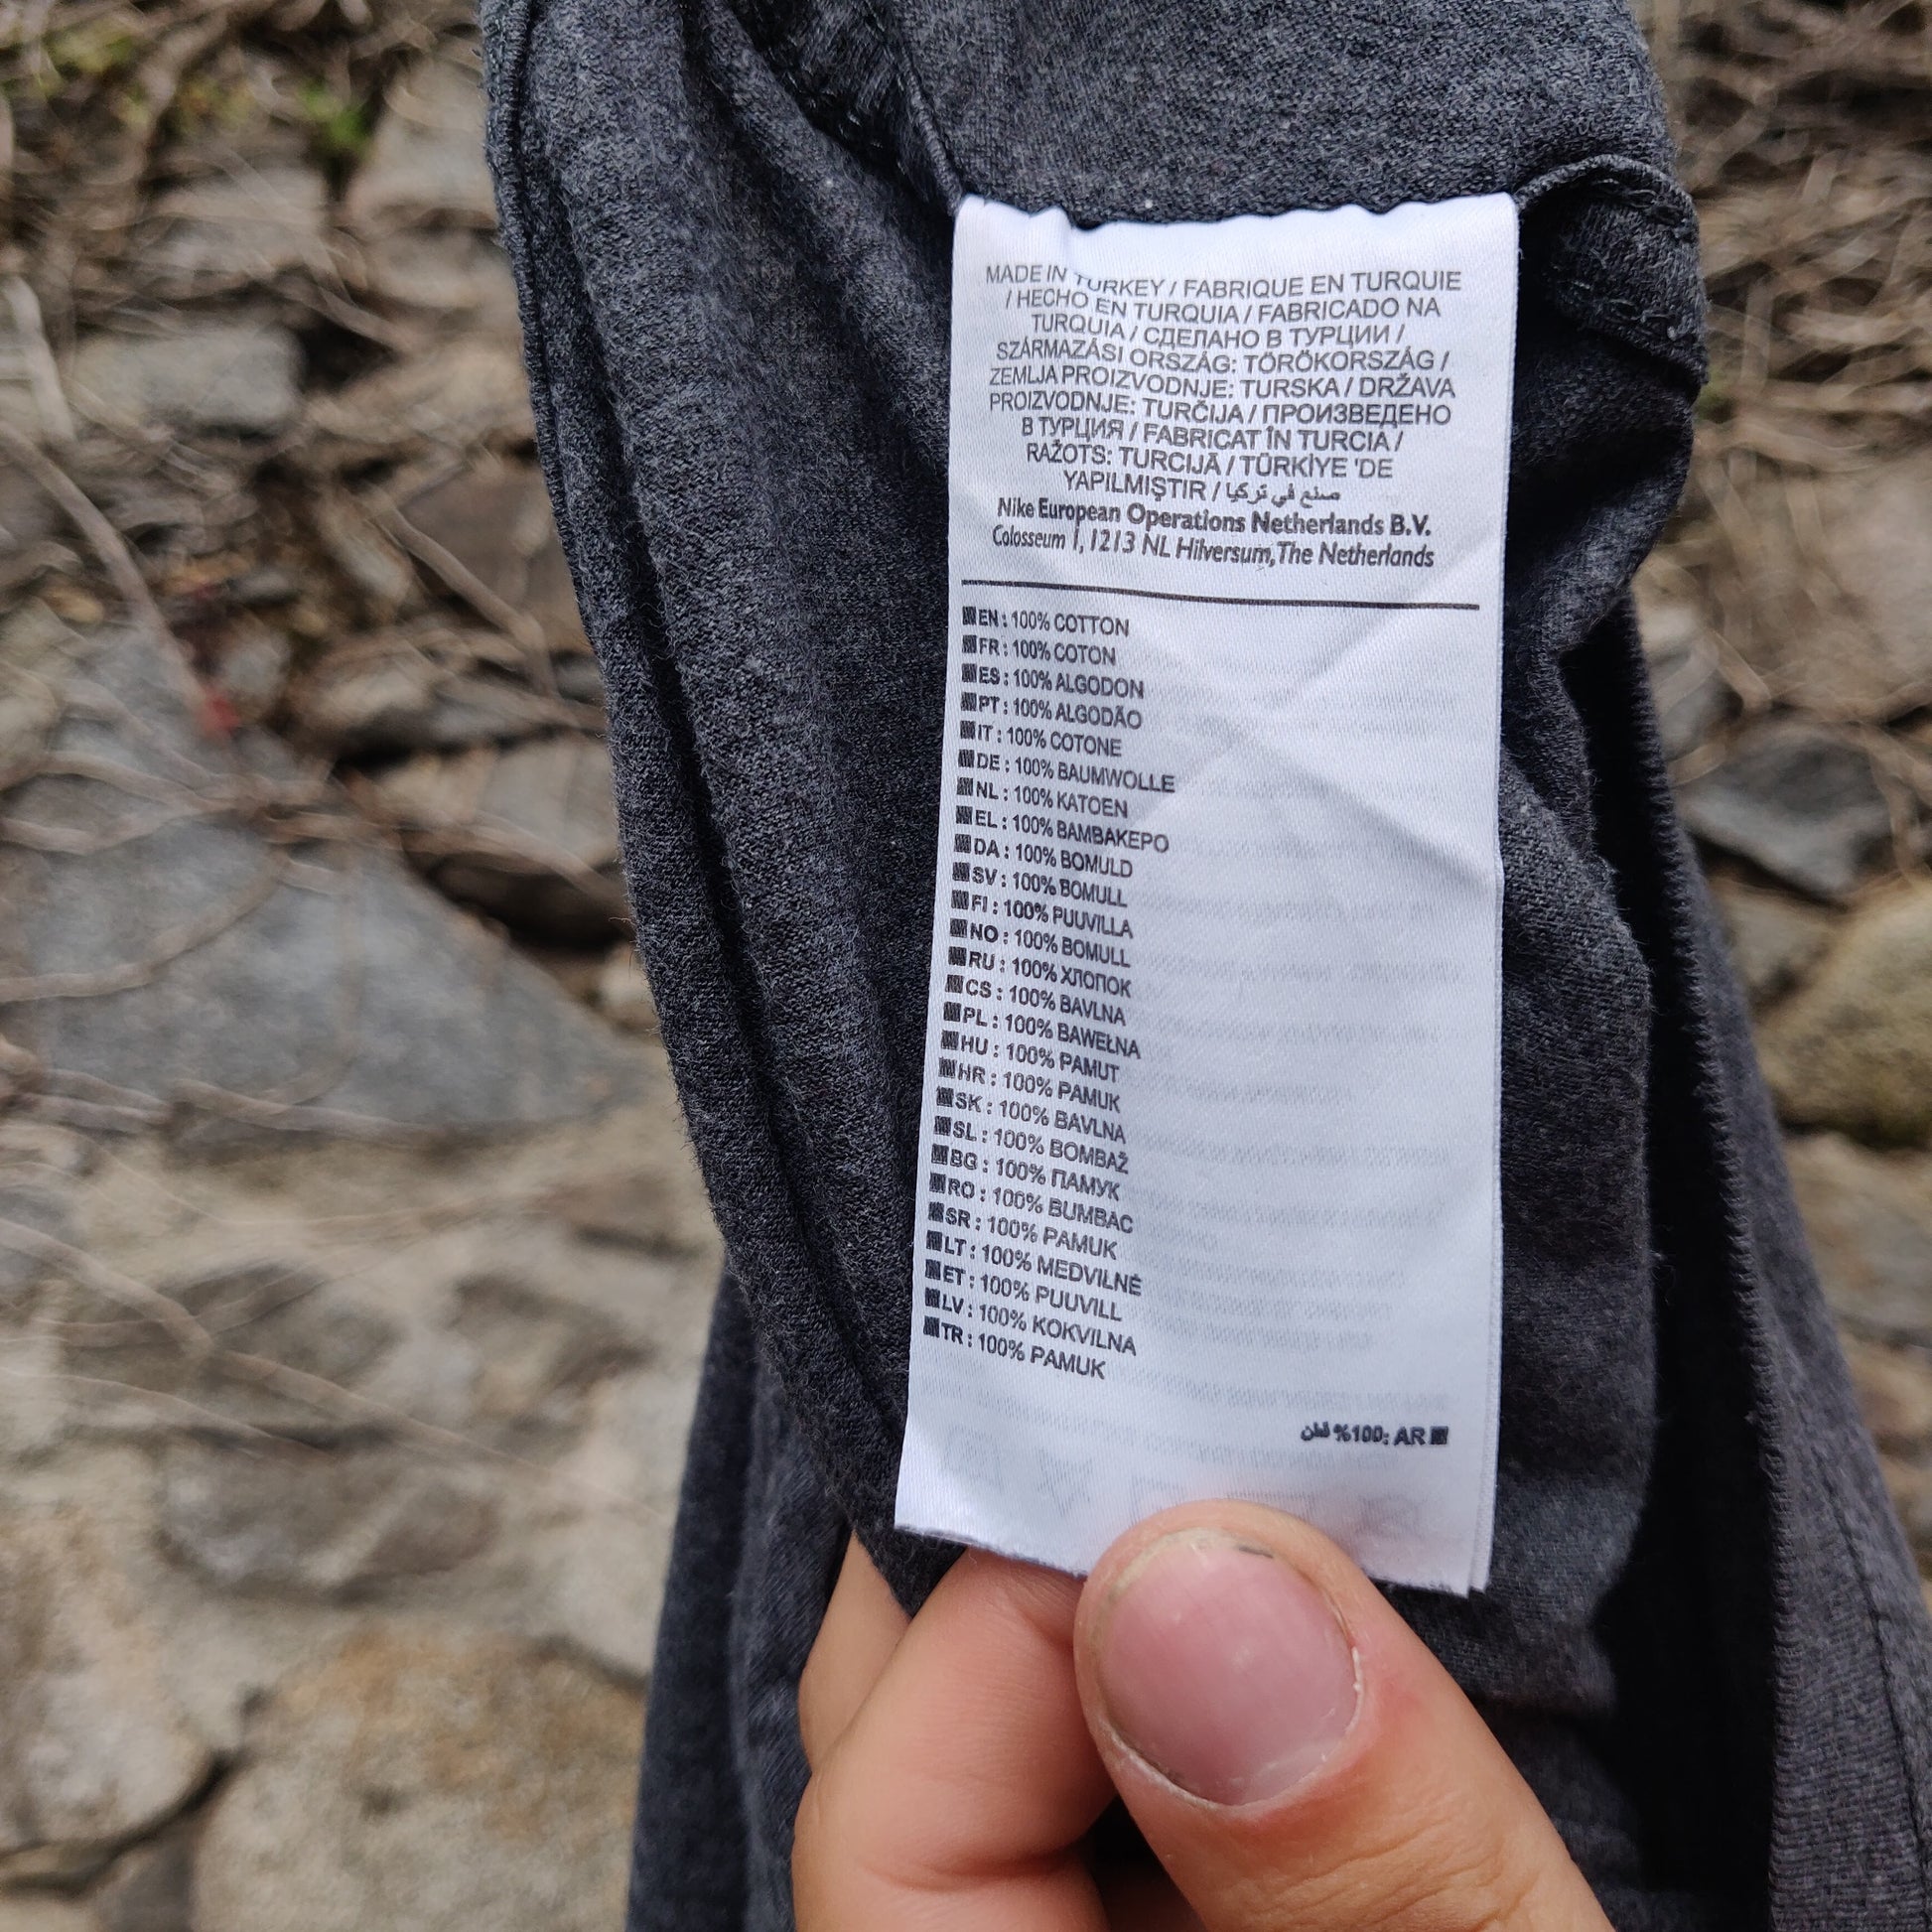 MADE IN TURKEY / FABRIQUE EN TURQUIE
/ HECHO EN TURQUIA / FABRICADO NA
TURQUIA / СДЕЛАНО В ТУРЦИИ /
SZÁRMAZÁSI ORSZÁG: TÖRÖKORSZÁG /
ZEMLJA PROIZVODNJE: TURSKA / DRŽAVA
PROIZVODNJE: TURČIJA / ПРОИЗВЕДЕНО
В ТУРЦИЯ / FABRICAT ÎN TURCIA /
RAŽOTS: TURCIJĀ / TÜRKİYE 'DE
YAPILMIŞTIR / صنع في تركيا
Nike European Operations Netherlands B.V.
Colosseum 1, 1213 NL Hilversum, The Netherlands
EN : 100% COTTON
FR : 100% COTON
ES : 100% ALGODON
PT : 100% ALGODÃO
IT : 100% COTONE
DE : 100% BAUMWOLLE
NL : 100% KATOEN
EL : 100% BAMBAKEPO
DA : 100% BOMULD
SV : 100% BOMULL
FI : 100% PUUVILLA
NO : 100% BOMULL
RU : 100% ХЛОПОК
CS : 100% BAVLNA
PL : 100% BAWEŁNA
HU : 100% PAMUT
HR : 100% PAMUK
SK : 100% BAVLNA
SL : 100% BOMBAŽ
BG : 100% ПАМУК
RO : 100% BUMBAC
SR : 100% PAMUK
LT : 100% MEDVILNĖ
ET : 100% PUUVILL
LV : 100% KOKVILNA
TR : 100% PAMUK
AR :100% قطن